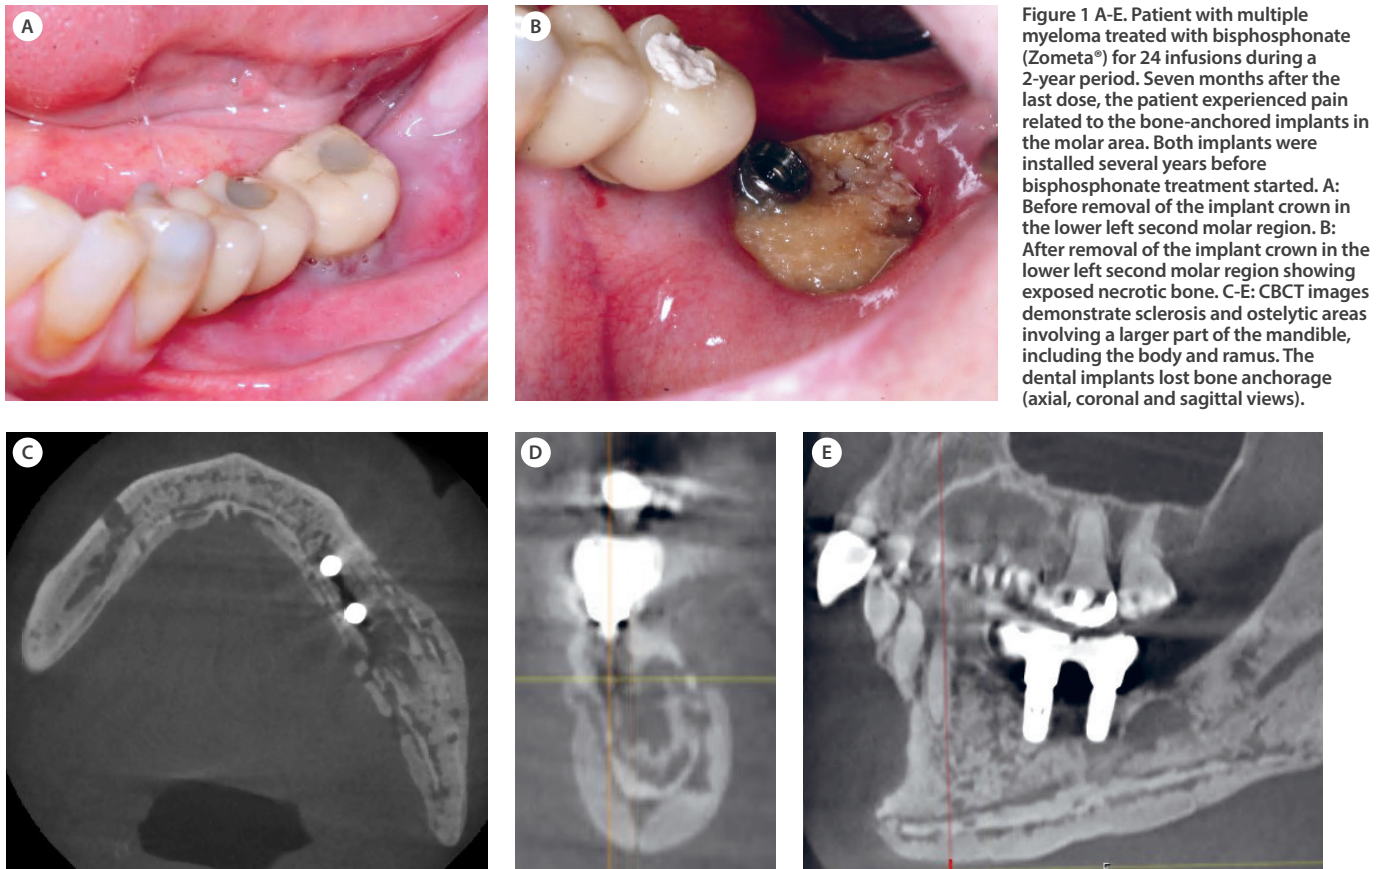 A
B
Figure 1 A-E. Patient with multiple
myeloma treated with bisphosphonate
(Zometa®) for 24 infusions during a
2-year period. Seven months after the
last dose, the patient experienced pain
related to the bone-anchored implants in
the molar area. Both implants were
installed several years before
bisphosphonate treatment started. A:
Before removal of the implant crown in
the lower left second molar region. B:
After removal of the implant crown in the
lower left second molar region showing
exposed necrotic bone. C-E: CBCT images
demonstrate sclerosis and ostelytic areas
involving a larger part of the mandible,
including the body and ramus. The
dental implants lost bone anchorage
(axial, coronal and sagittal views).
C
D
E